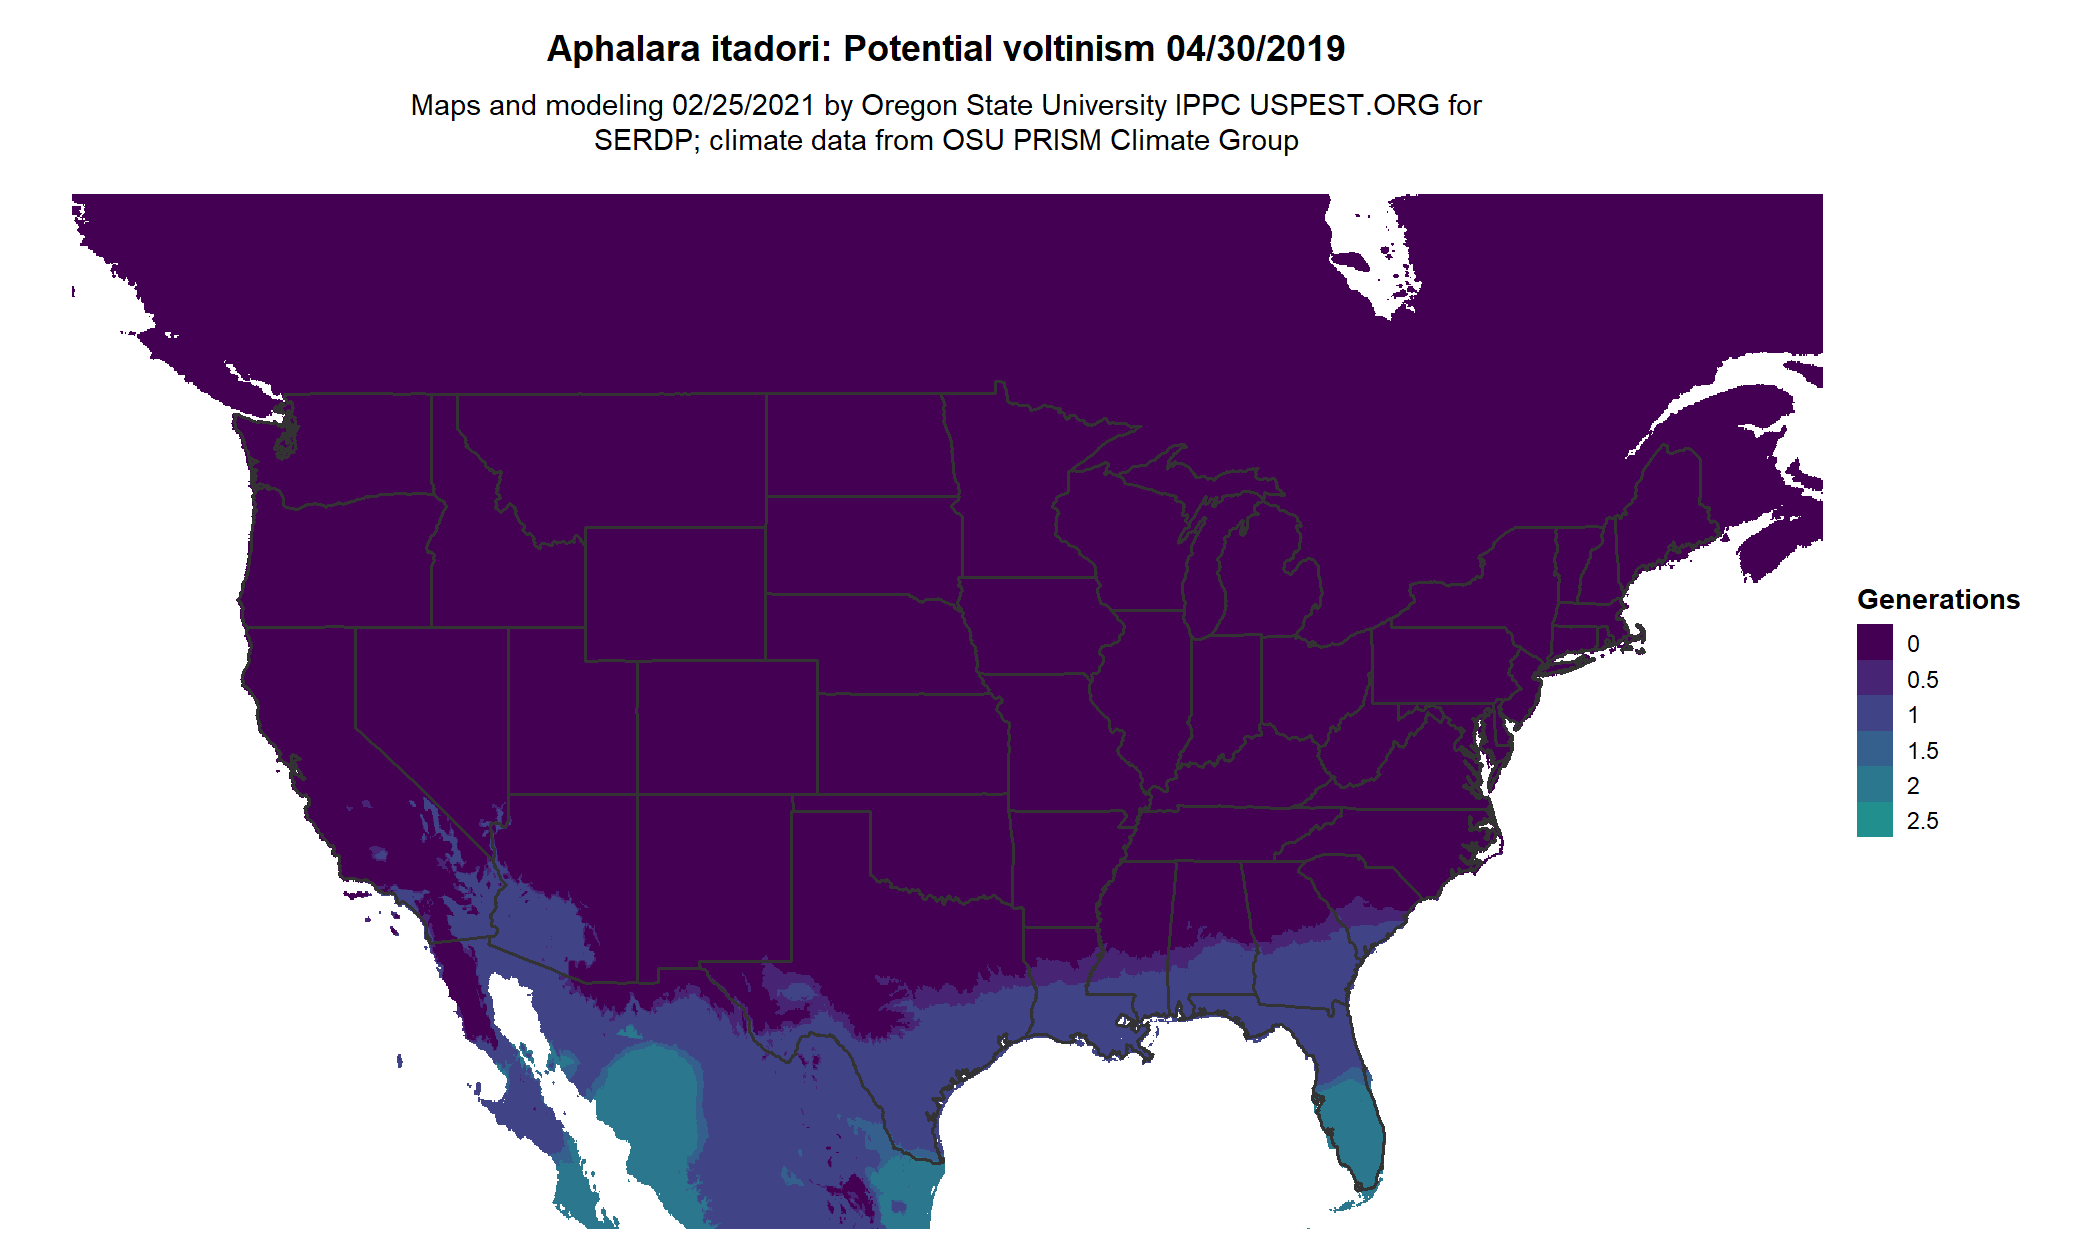 Aphalara itadori: Potential voltinism 04/30/2019
Maps and modeling 02/25/2021 by Oregon State University IPPC USPEST.ORG for
SERDP; climate data from OSU PRISM Climate Group
Generations
0
0.5
1
1.5
2
2.5